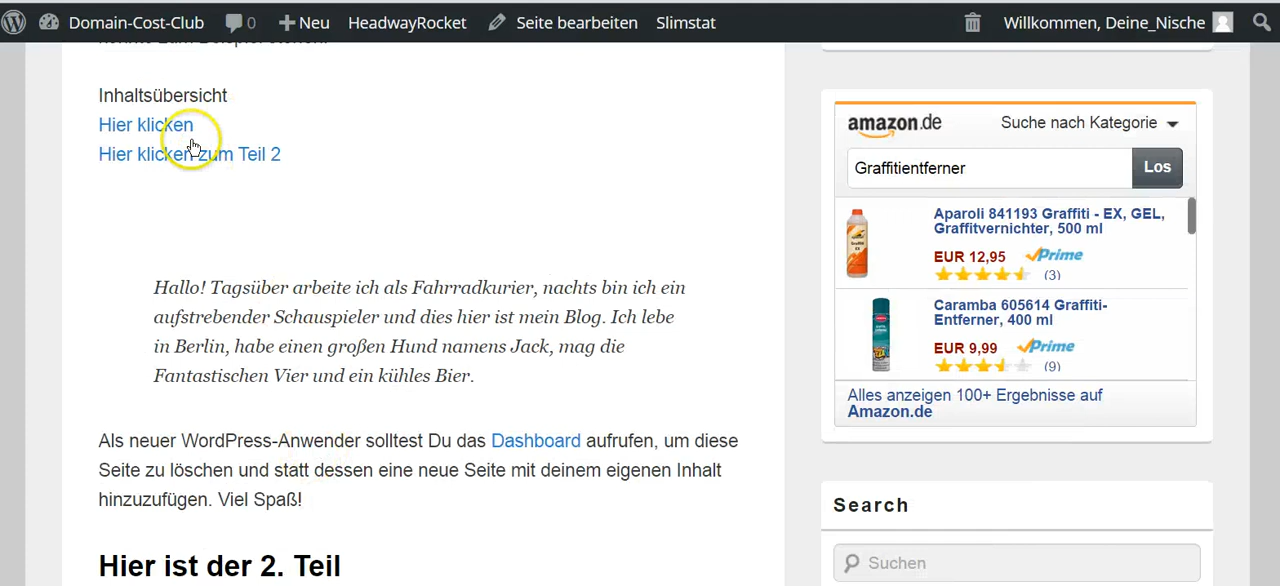 Domain-Cost-Club 0 Neu HeadwayRocket Seite bearbeiten Slimstat Willkommen, Deine_Nische
Inhaltsübersicht
Hier klicken
Hier klicken zum Teil 2
Hallo! Tagsüber arbeite ich als Fahrradkurier, nachts bin ich ein
aufstrebender Schauspieler und dies hier ist mein Blog. Ich lebe
in Berlin, habe einen großen Hund namens Jack, mag die
Fantastischen Vier und ein kühles Bier.
Als neuer WordPress-Anwender solltest Du das Dashboard aufrufen, um diese
Seite zu löschen und statt dessen eine neue Seite mit deinem eigenen Inhalt
hinzuzufügen. Viel Spaß!
Hier ist der 2. Teil
amazon.de Suche nach Kategorie
Graffitientferner Los
Aparoli 841193 Graffiti - EX, GEL,
Graffitivernichter, 500 ml
EUR 12,95 Prime
(3)
Caramba 605614 Graffiti-
Entferner, 400 ml
EUR 9,99 Prime
(9)
Alles anzeigen 100+ Ergebnisse auf
Amazon.de
Search
Suchen